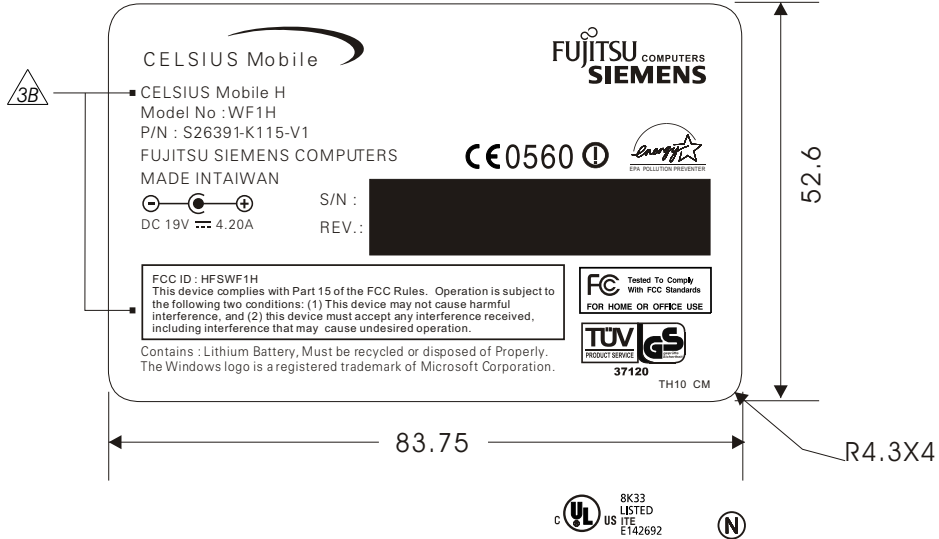 CELSIUS Mobile
FUJITSU COMPUTERS
SIEMENS
3B
CELSIUS Mobile H
Model No :WF1H
P/N : S26391-K115-V1
FUJITSU SIEMENS COMPUTERS
MADE INTAIWAN
DC 19V 4.20A
CE0560
energy
EPA POLLUTION PREVENTER
S/N :
REV.:
52.6
FCC ID : HFSWF1H
This device complies with Part 15 of the FCC Rules. Operation is subject to
the following two conditions: (1) This device may not cause harmful
interference, and (2) this device must accept any interference received,
including interference that may cause undesired operation.
FCC Tested To Comply
With FCC Standards
FOR HOME OR OFFICE USE
Contains : Lithium Battery, Must be recycled or disposed of Properly.
The Windows logo is a registered trademark of Microsoft Corporation.
TÜV
PRODUCT SERVICE
GS
geprüfte
Sicherheit
37120
TH10 CM
83.75
R4.3X4
C UL US
8K33
LISTED
ITE
E142692
N